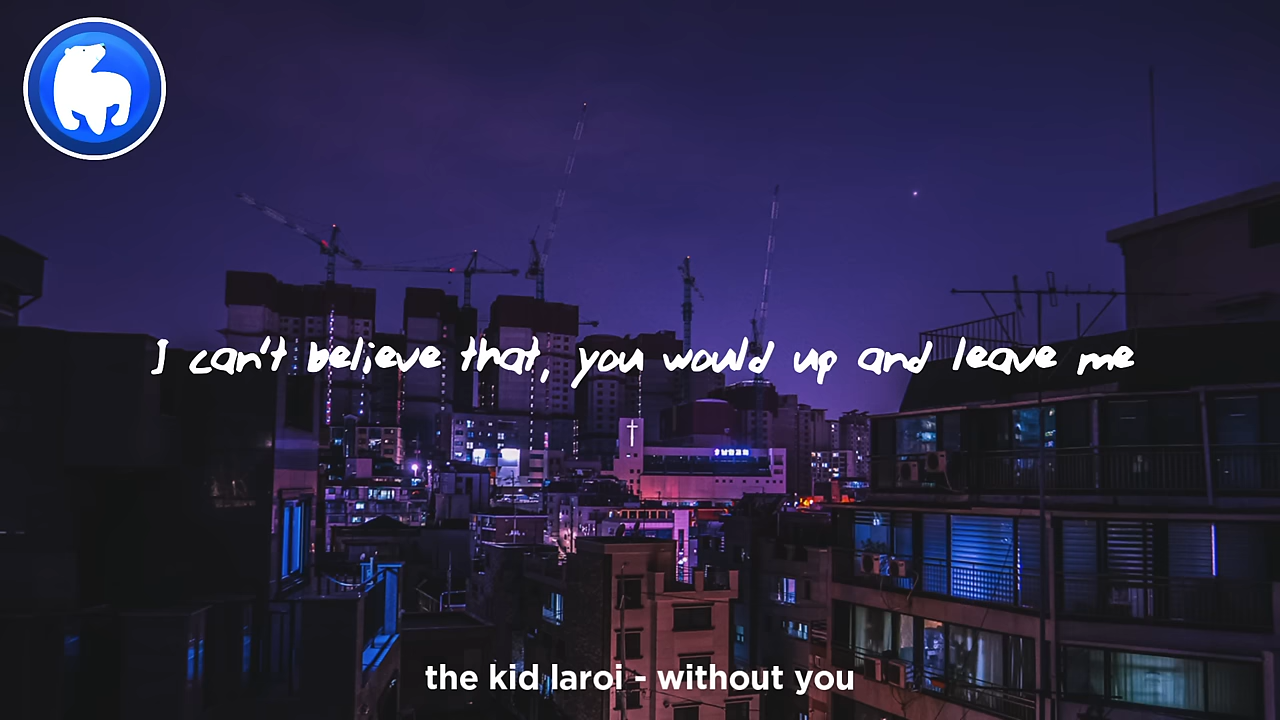 I can't believe that, you would up and leave me
the kid laroi - without you